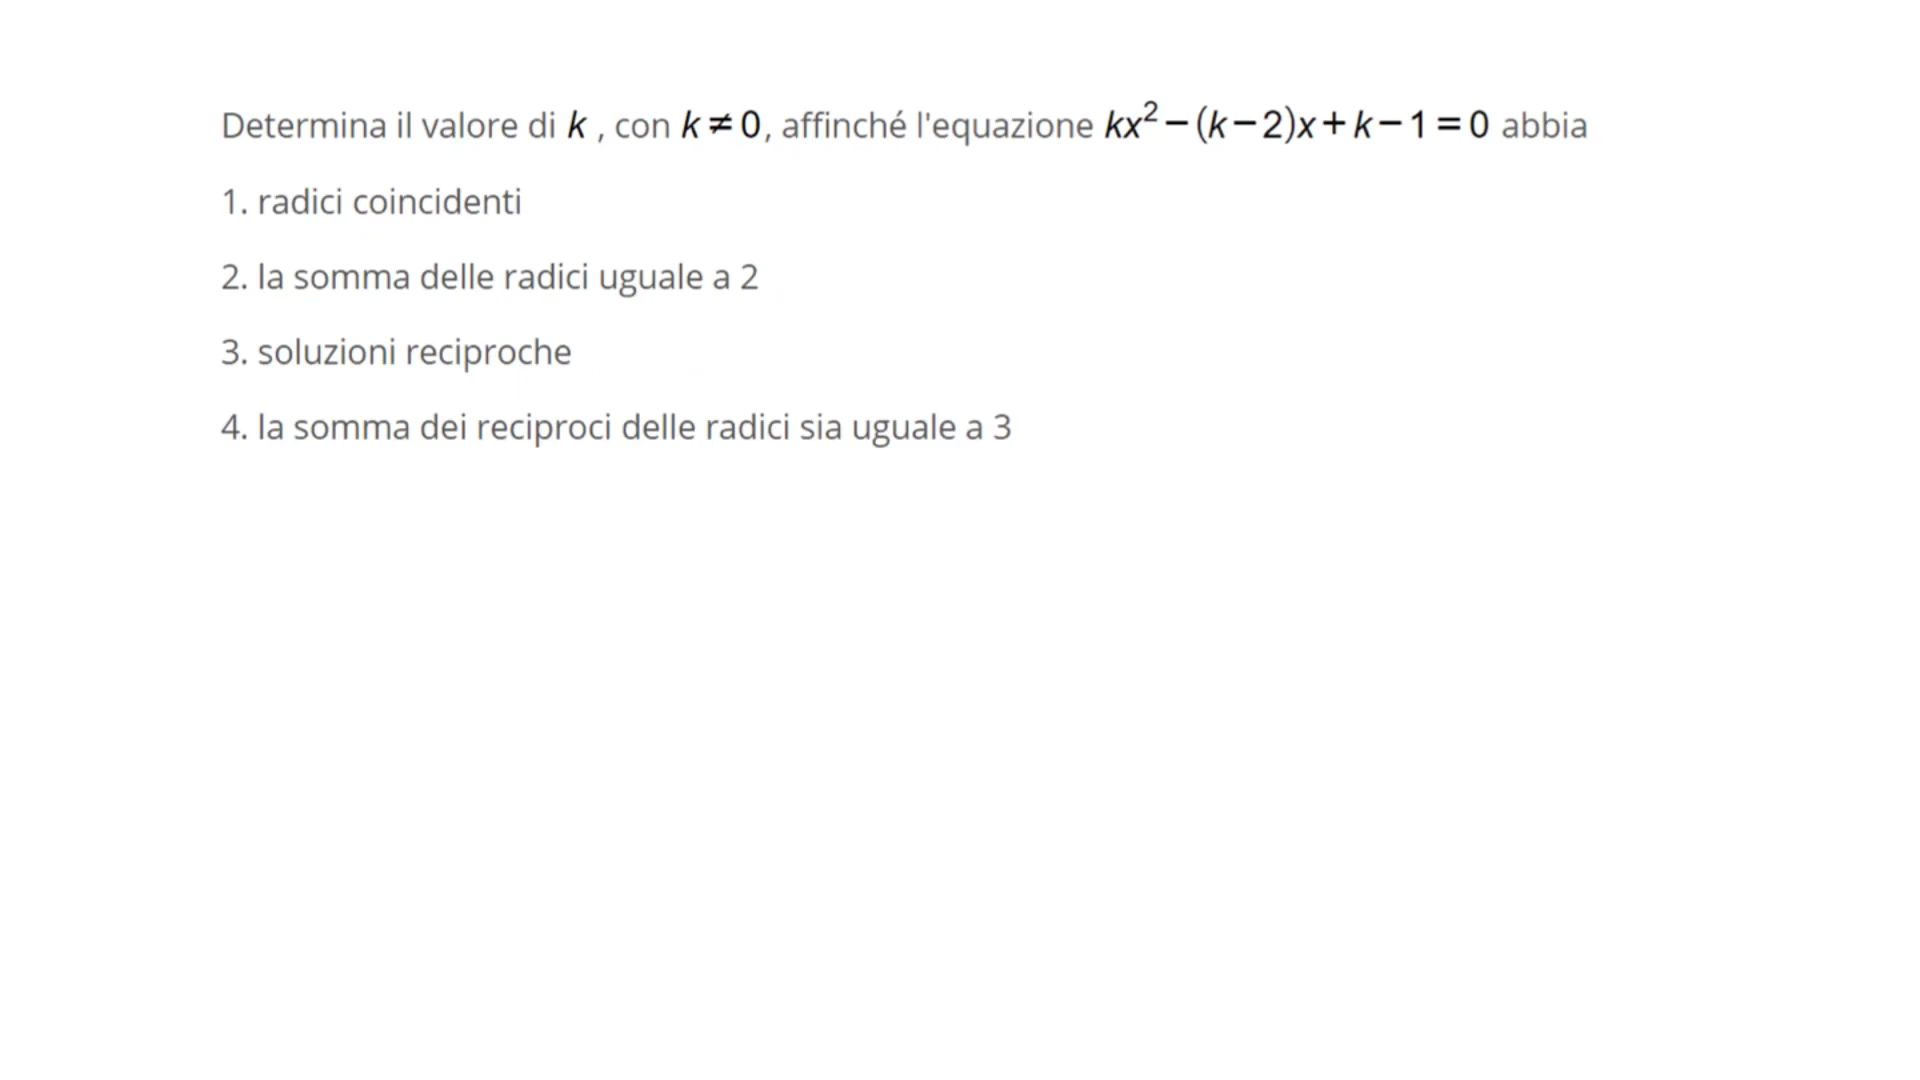 Determina il valore di k , con k ≠ 0, affinché l'equazione kx² − (k − 2)x + k − 1 = 0 abbia
1. radici coincidenti
2. la somma delle radici uguale a 2
3. soluzioni reciproche
4. la somma dei reciproci delle radici sia uguale a 3